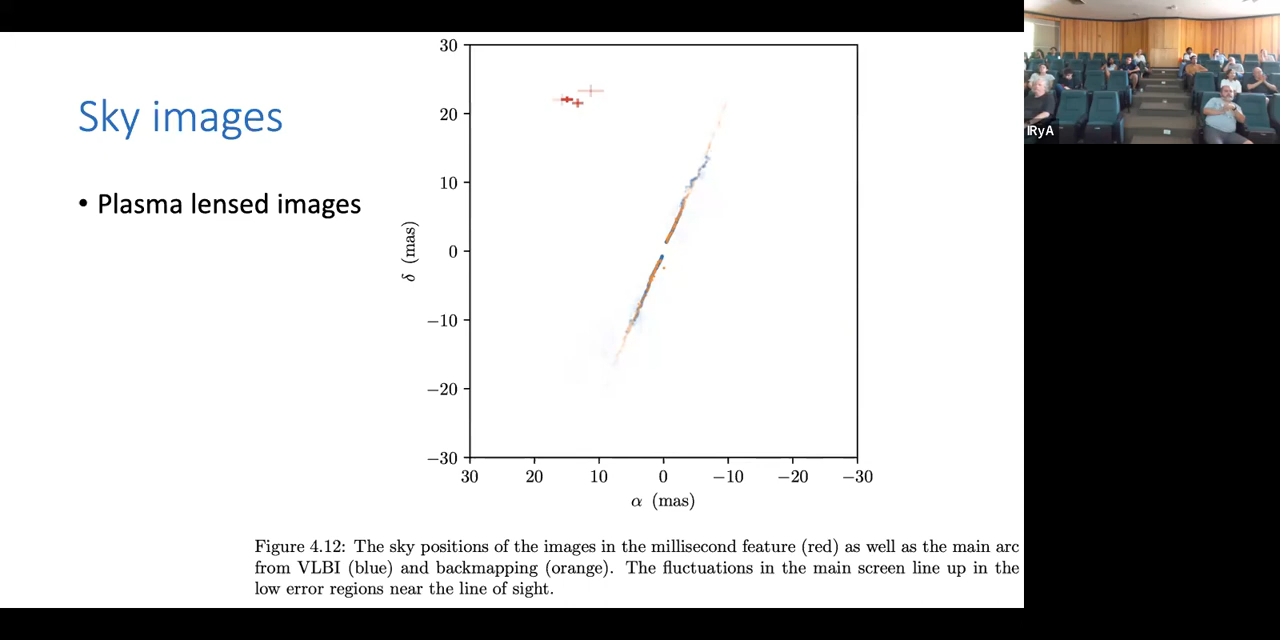 Sky images
• Plasma lensed images
30
20
10
0
−10
−20
−30
δ (mas)
30
20
10
0
−10
−20
−30
α (mas)
Figure 4.12: The sky positions of the images in the millisecond feature (red) as well as the main arc
from VLBI (blue) and backmapping (orange). The fluctuations in the main screen line up in the
low error regions near the line of sight.
IRyA